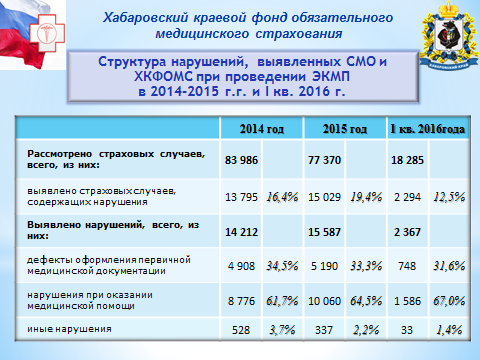 Хабаровский краевой фонд обязательного
медицинского страхования
Структура нарушений, выявленных СМО и
ХКФОМС при проведении ЭКМП
в 2014-2015 г.г. и I кв. 2016 г.
2014 год 2015 год I кв. 2016года
Рассмотрено страховых случаев,
всего, из них: 83 986 77 370 18 285
выявлено страховых случаев,
содержащих нарушения 13 795 16,4% 15 029 19,4% 2 294 12,5%
Выявлено нарушений, всего, из
них: 14 212 15 587 2 367
дефекты оформления первичной
медицинской документации 4 908 34,5% 5 190 33,3% 748 31,6%
нарушения при оказании
медицинской помощи 8 776 61,7% 10 060 64,5% 1 586 67,0%
иные нарушения 528 3,7% 337 2,2% 33 1,4%